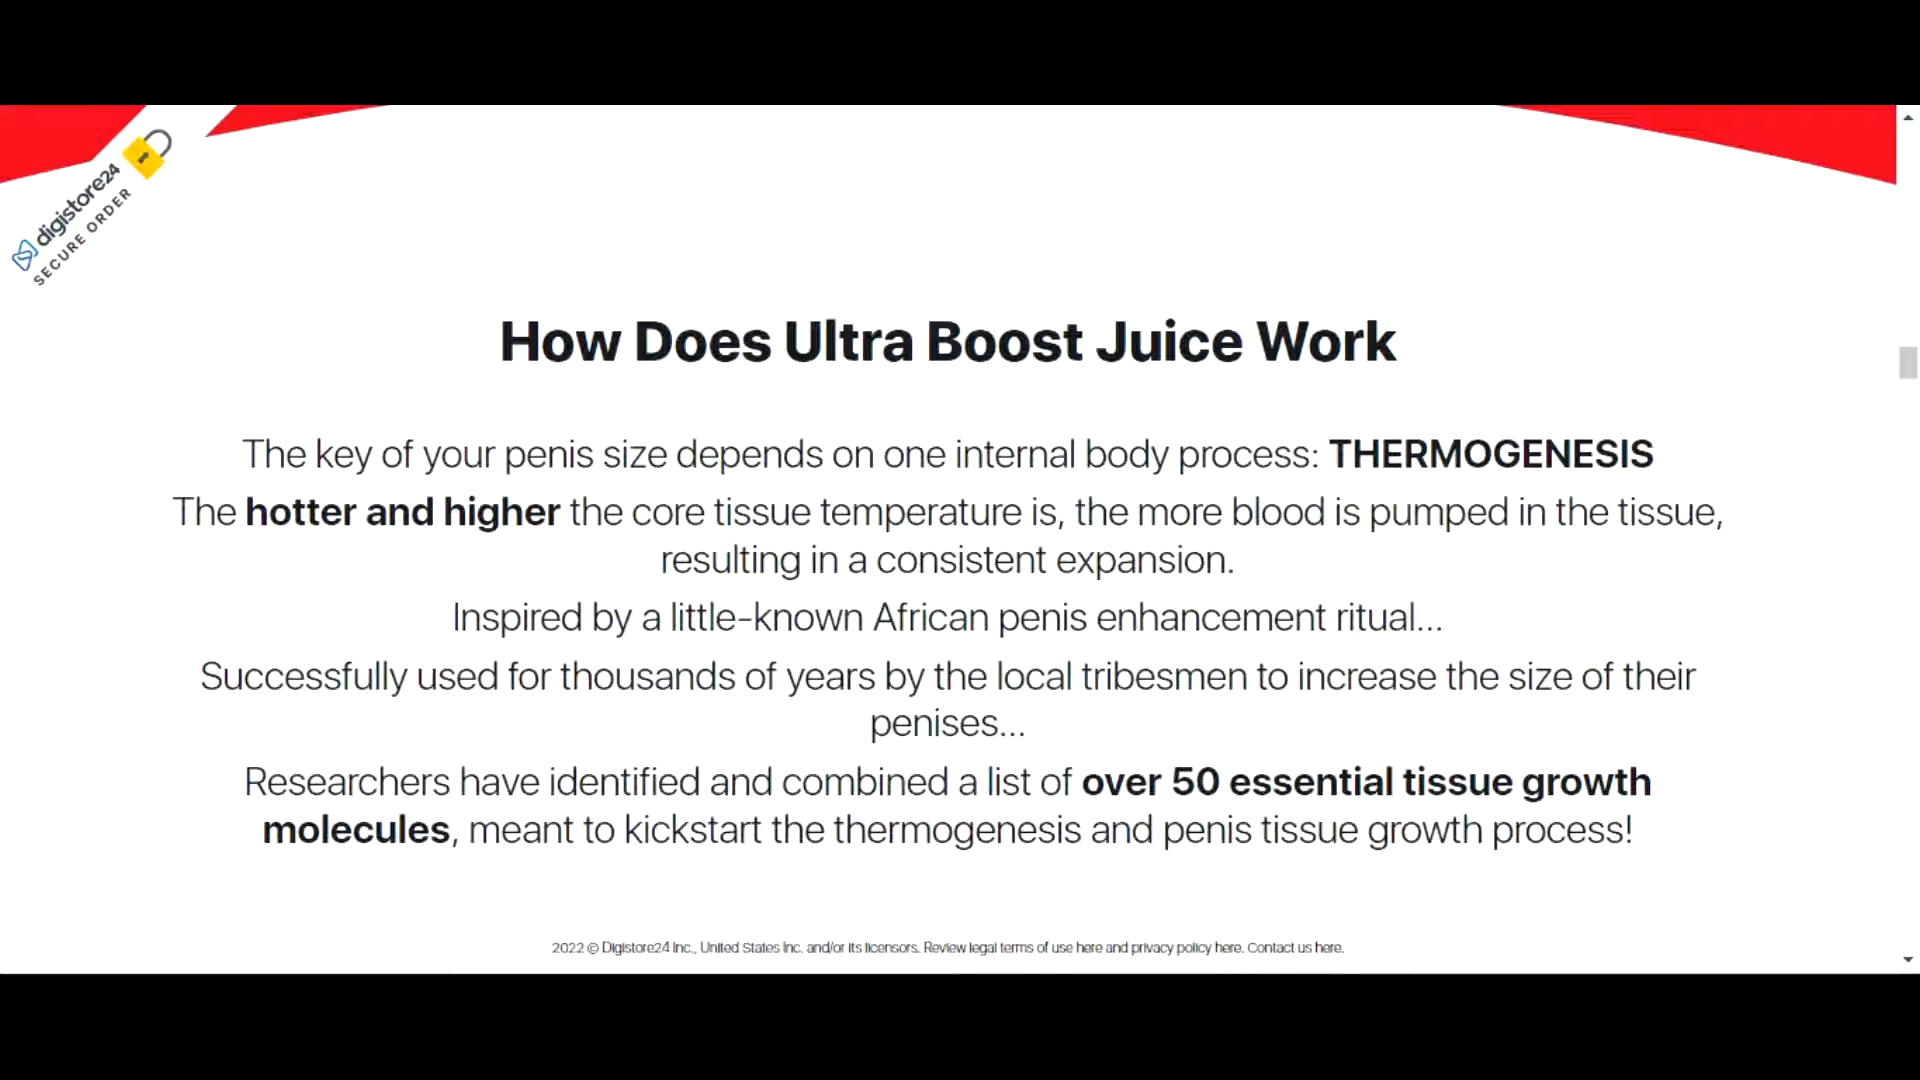 digistore24
SECURE ORDER
How Does Ultra Boost Juice Work
The key of your penis size depends on one internal body process: THERMOGENESIS
The hotter and higher the core tissue temperature is, the more blood is pumped in the tissue,
resulting in a consistent expansion.
Inspired by a little-known African penis enhancement ritual...
Successfully used for thousands of years by the local tribesmen to increase the size of their
penises...
Researchers have identified and combined a list of over 50 essential tissue growth
molecules, meant to kickstart the thermogenesis and penis tissue growth process!
2022 © Digistore24 Inc., United States Inc. and/or its licensors. Review legal terms of use here and privacy policy here. Contact us here.